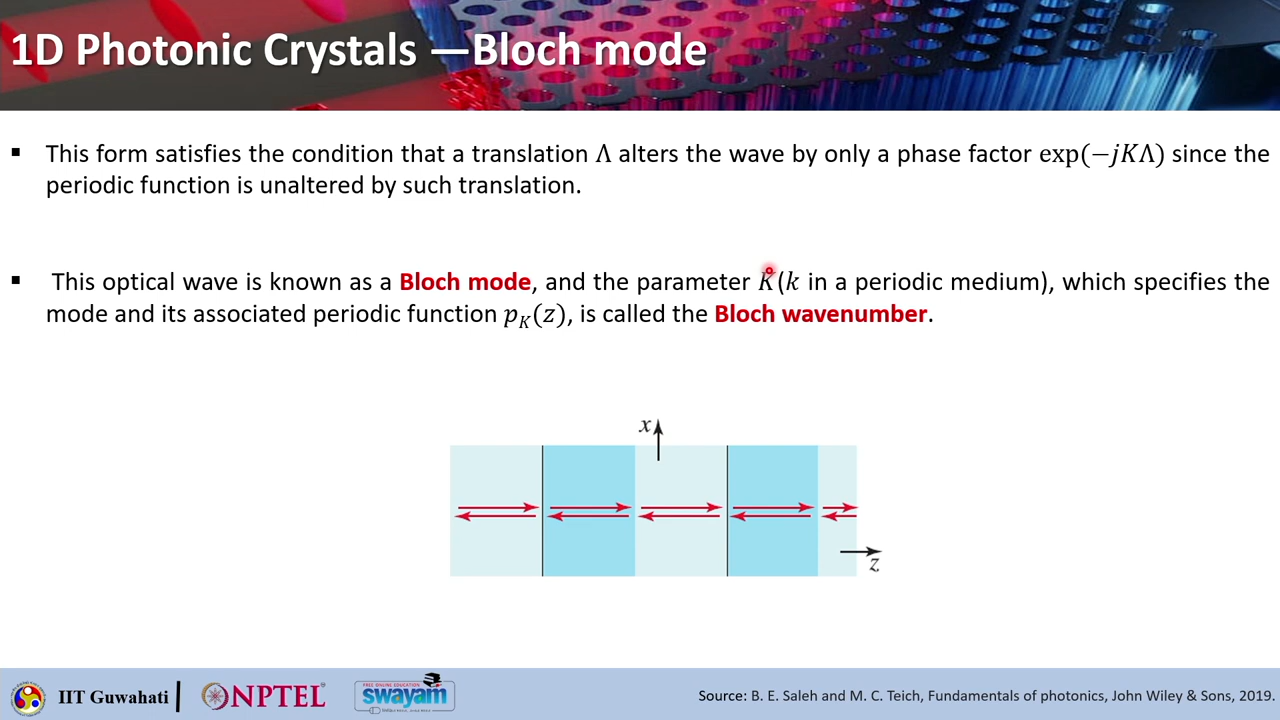 1D Photonic Crystals —Bloch mode
▪ This form satisfies the condition that a translation Λ alters the wave by only a phase factor exp(−jKΛ) since the
periodic function is unaltered by such translation.
▪ This optical wave is known as a Bloch mode, and the parameter K(k in a periodic medium), which specifies the
mode and its associated periodic function p_K(z), is called the Bloch wavenumber.
x
z
IIT Guwahati
NPTEL
FREE ONLINE EDUCATION
swayam
Source: B. E. Saleh and M. C. Teich, Fundamentals of photonics, John Wiley & Sons, 2019.